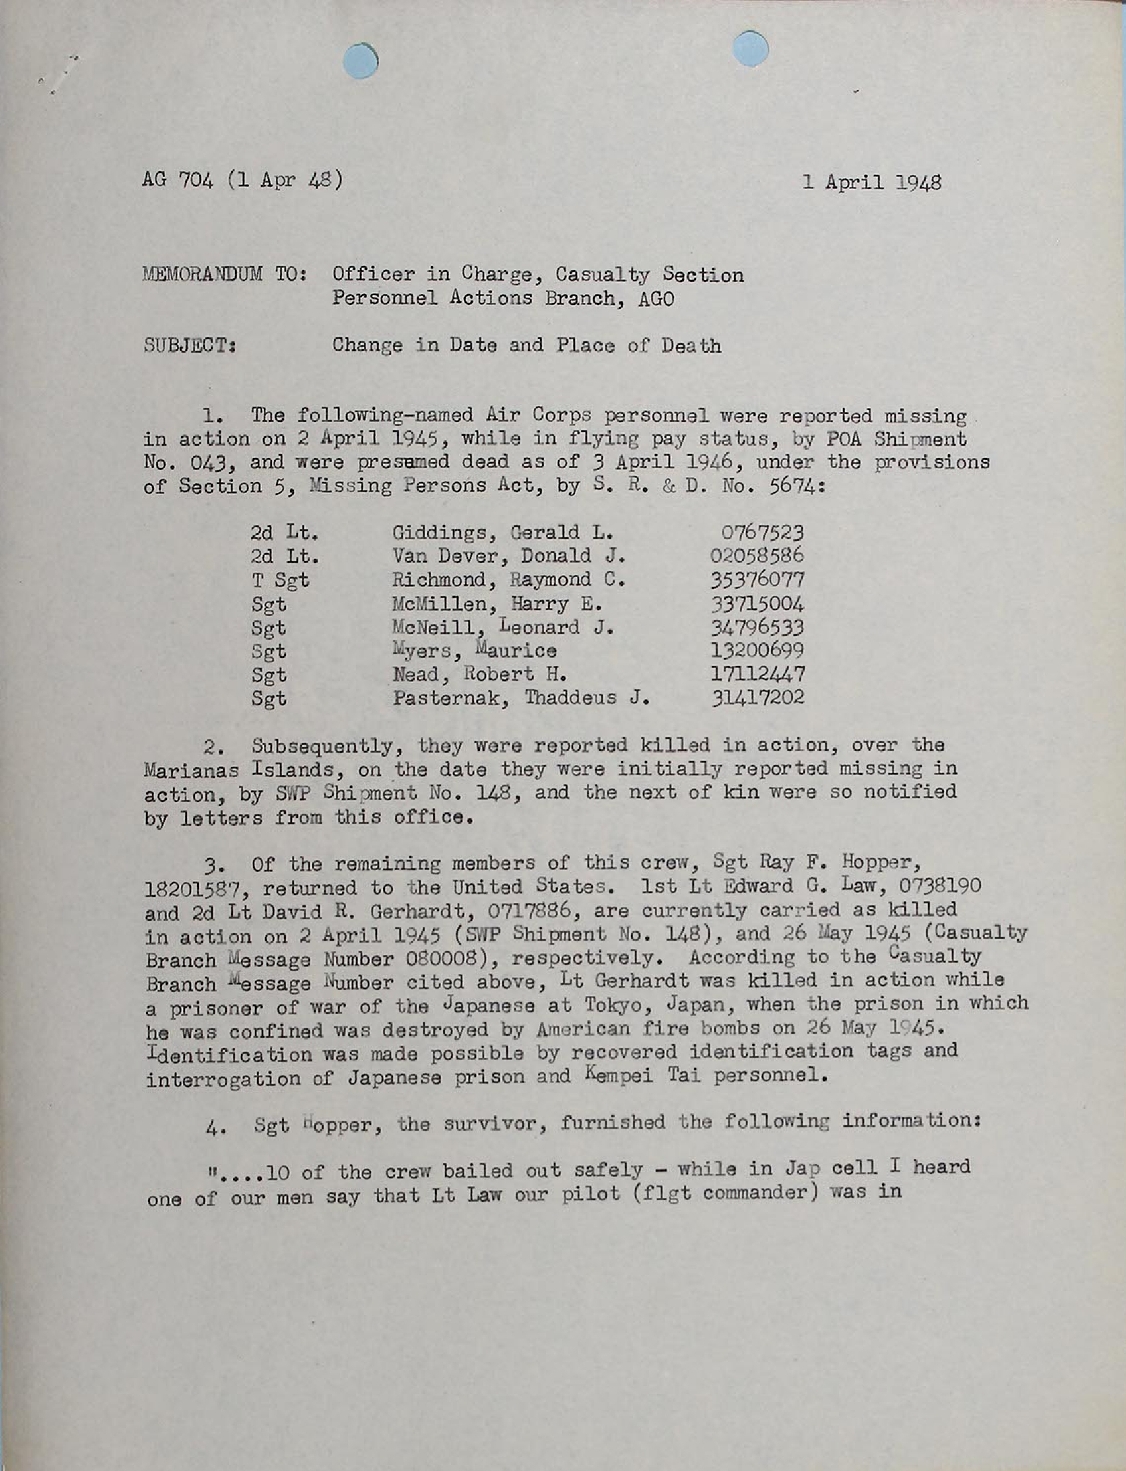 AG 704 (1 Apr 48) 1 April 1948
MEMORANDUM TO: Officer in Charge, Casualty Section
Personnel Actions Branch, AGO
SUBJECT: Change in Date and Place of Death
1. The following-named Air Corps personnel were reported missing
in action on 2 April 1945, while in flying pay status, by POA Shipment
No. 043, and were presumed dead as of 3 April 1946, under the provisions
of Section 5, Missing Persons Act, by S. R. & D. No. 5674:
2d Lt. Giddings, Gerald L. 0767523
2d Lt. Van Dever, Donald J. 02058586
T Sgt Richmond, Raymond C. 35376077
Sgt McMillen, Harry E. 33715004
Sgt McNeill, Leonard J. 34796533
Sgt Myers, Maurice 13200699
Sgt Nead, Robert H. 17112447
Sgt Pasternak, Thaddeus J. 31417202
2. Subsequently, they were reported killed in action, over the
Marianas Islands, on the date they were initially reported missing in
action, by SWP Shipment No. 148, and the next of kin were so notified
by letters from this office.
3. Of the remaining members of this crew, Sgt Ray F. Hopper,
18201587, returned to the United States. 1st Lt Edward G. Law, 0738190
and 2d Lt David R. Gerhardt, 0717886, are currently carried as killed
in action on 2 April 1945 (SWP Shipment No. 148), and 26 May 1945 (Casualty
Branch Message Number 080008), respectively. According to the Casualty
Branch Message Number cited above, Lt Gerhardt was killed in action while
a prisoner of war of the Japanese at Tokyo, Japan, when the prison in which
he was confined was destroyed by American fire bombs on 26 May 1945.
Identification was made possible by recovered identification tags and
interrogation of Japanese prison and Kempei Tai personnel.
4. Sgt Hopper, the survivor, furnished the following information:
"....10 of the crew bailed out safely - while in Jap cell I heard
one of our men say that Lt Law our pilot (flgt commander) was in